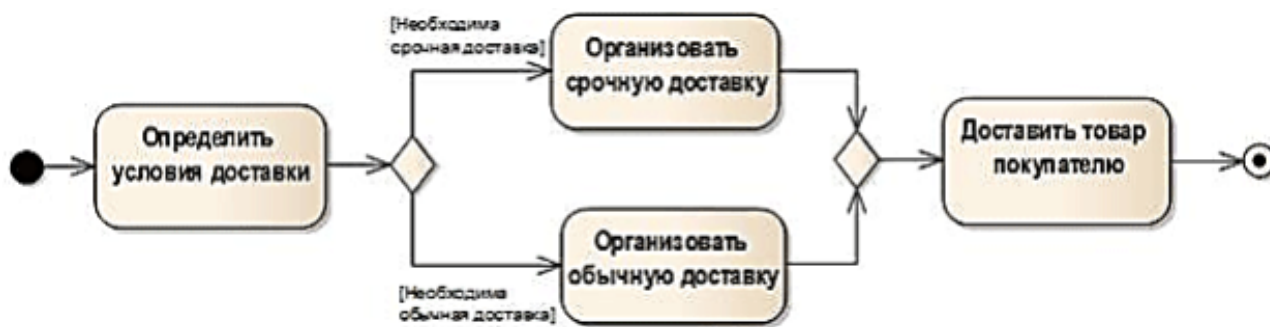 [Необходима
срочная доставка]
Организовать
срочную доставку
Определить
условия доставки
Доставить товар
покупателю
Организовать
обычную доставку
[Необходима
обычная доставка]